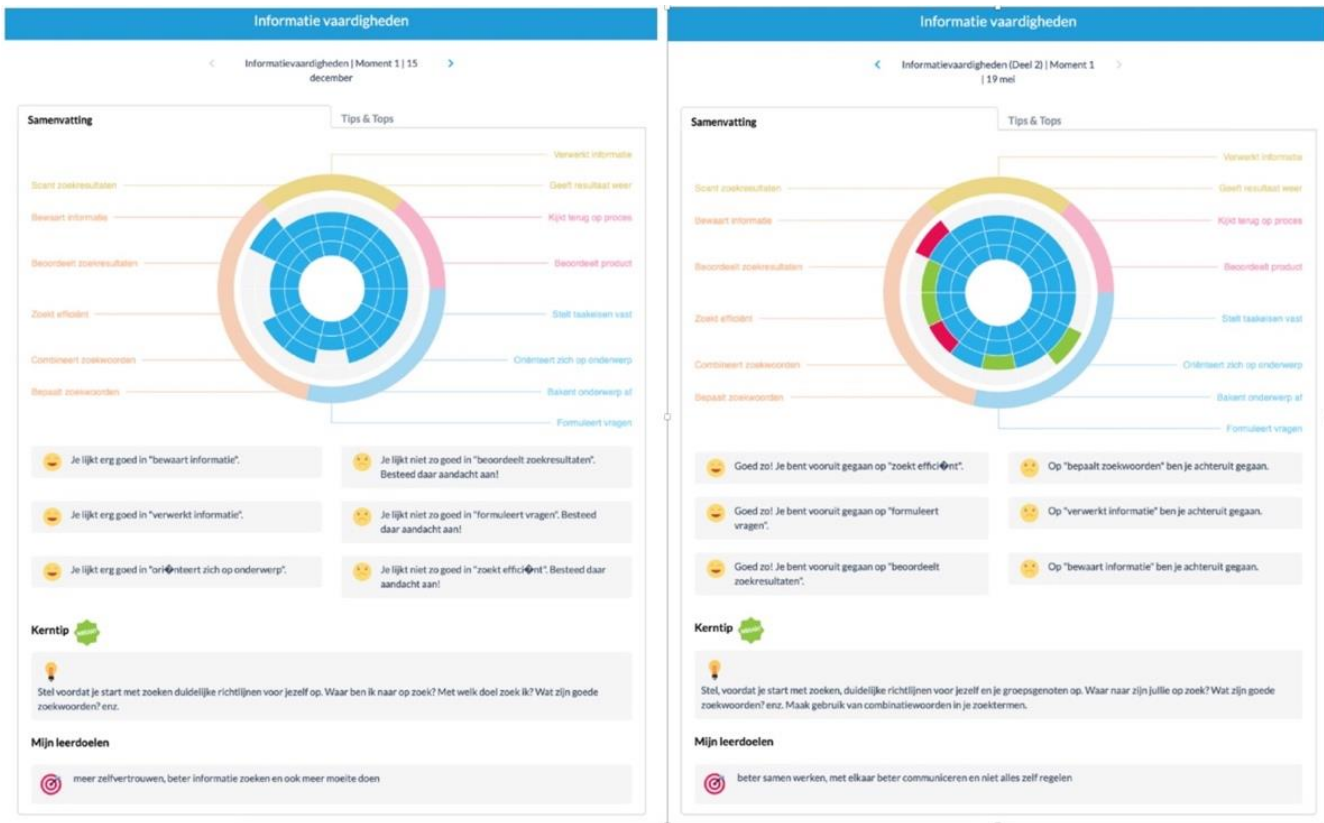 Informatie vaardigheden
Informatievaardigheden | Moment 1 | 15
december
Samenvatting
Tips & Tops
Verwerkt informatie
Scant zoekresultaten
Geeft resultaat weer
Bewaart informatie
Kijkt terug op proces
Beoordeelt zoekresultaten
Beoordeelt product
Zoekt efficiënt
Stelt taakeisen vast
Combineert zoekwoorden
Oriënteert zich op onderwerp
Bepaalt zoekwoorden
Bakent onderwerp af
Formuleert vragen
Je lijkt erg goed in "bewaart informatie".
Je lijkt niet zo goed in "beoordeelt zoekresultaten".
Besteed daar aandacht aan!
Je lijkt erg goed in "verwerkt informatie".
Je lijkt niet zo goed in "formuleert vragen". Besteed
daar aandacht aan!
Je lijkt erg goed in "ori�nteert zich op onderwerp".
Je lijkt niet zo goed in "zoekt effici�nt". Besteed daar
aandacht aan!
Kerntip
Stel voordat je start met zoeken duidelijke richtlijnen voor jezelf op. Waar ben ik naar op zoek? Met welk doel zoek ik? Wat zijn goede
zoekwoorden? enz.
Mijn leerdoelen
meer zelfvertrouwen, beter informatie zoeken en ook meer moeite doen
Informatie vaardigheden
Informatievaardigheden (Deel 2) | Moment 1
| 19 mei
Samenvatting
Tips & Tops
Verwerkt informatie
Scant zoekresultaten
Geeft resultaat weer
Bewaart informatie
Kijkt terug op proces
Beoordeelt zoekresultaten
Beoordeelt product
Zoekt efficiënt
Stelt taakeisen vast
Combineert zoekwoorden
Oriënteert zich op onderwerp
Bepaalt zoekwoorden
Bakent onderwerp af
Formuleert vragen
Goed zo! Je bent vooruit gegaan op "zoekt effici�nt".
Op "bepaalt zoekwoorden" ben je achteruit gegaan.
Goed zo! Je bent vooruit gegaan op "formuleert
vragen".
Op "verwerkt informatie" ben je achteruit gegaan.
Goed zo! Je bent vooruit gegaan op "beoordeelt
zoekresultaten".
Op "bewaart informatie" ben je achteruit gegaan.
Kerntip
Stel, voordat je start met zoeken, duidelijke richtlijnen voor jezelf en je groepsgenoten op. Waar naar zijn jullie op zoek? Wat zijn goede
zoekwoorden? enz. Maak gebruik van combinatiewoorden in je zoektermen.
Mijn leerdoelen
beter samen werken, met elkaar beter communiceren en niet alles zelf regelen